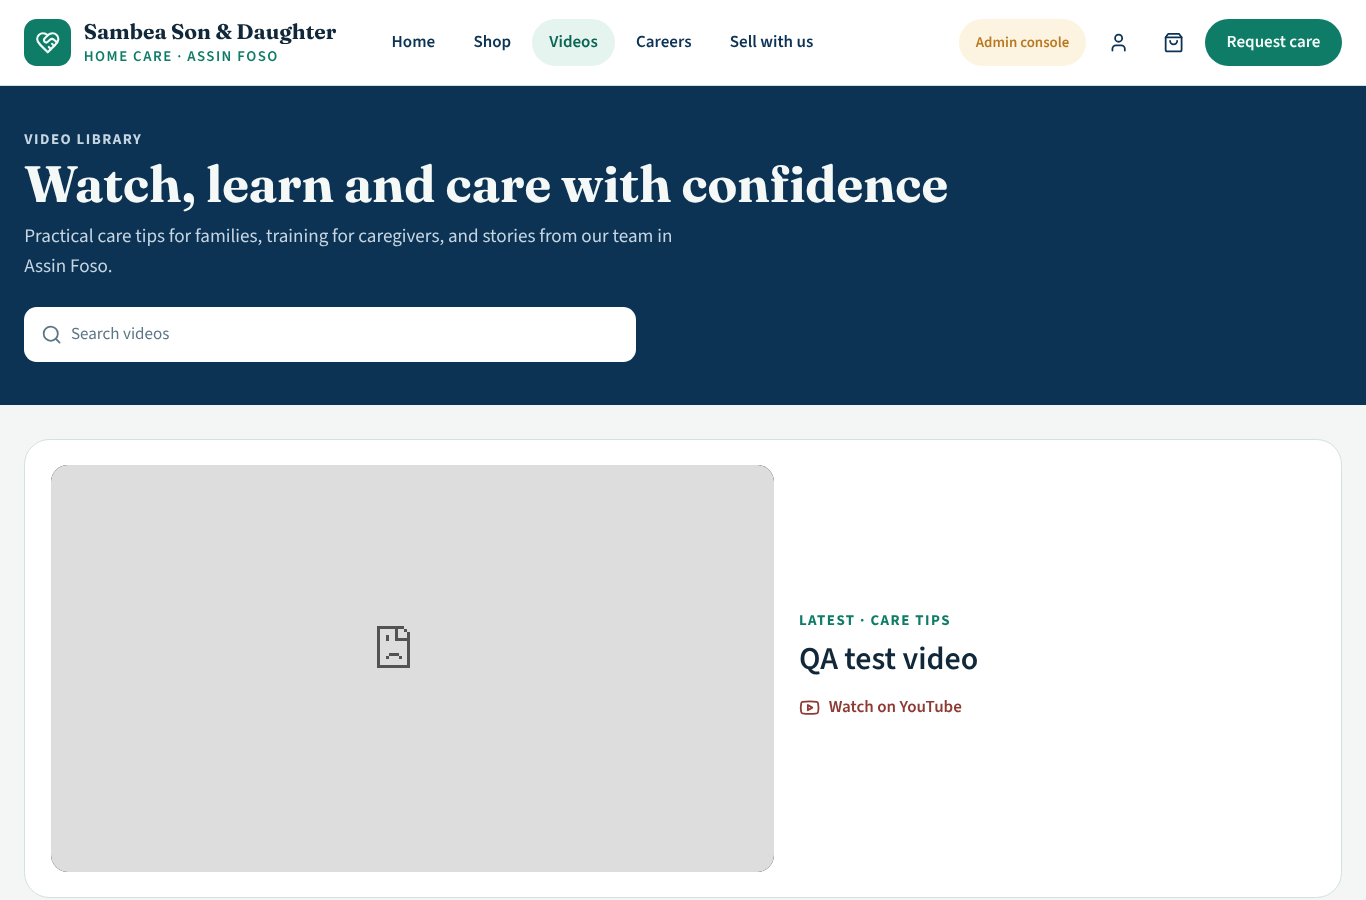 Sambea Son & Daughter
HOME CARE · ASSIN FOSO
Home
Shop
Videos
Careers
Sell with us
Admin console
Request care
VIDEO LIBRARY
Watch, learn and care with confidence
Practical care tips for families, training for caregivers, and stories from our team in
Assin Foso.
Search videos
LATEST · CARE TIPS
QA test video
Watch on YouTube